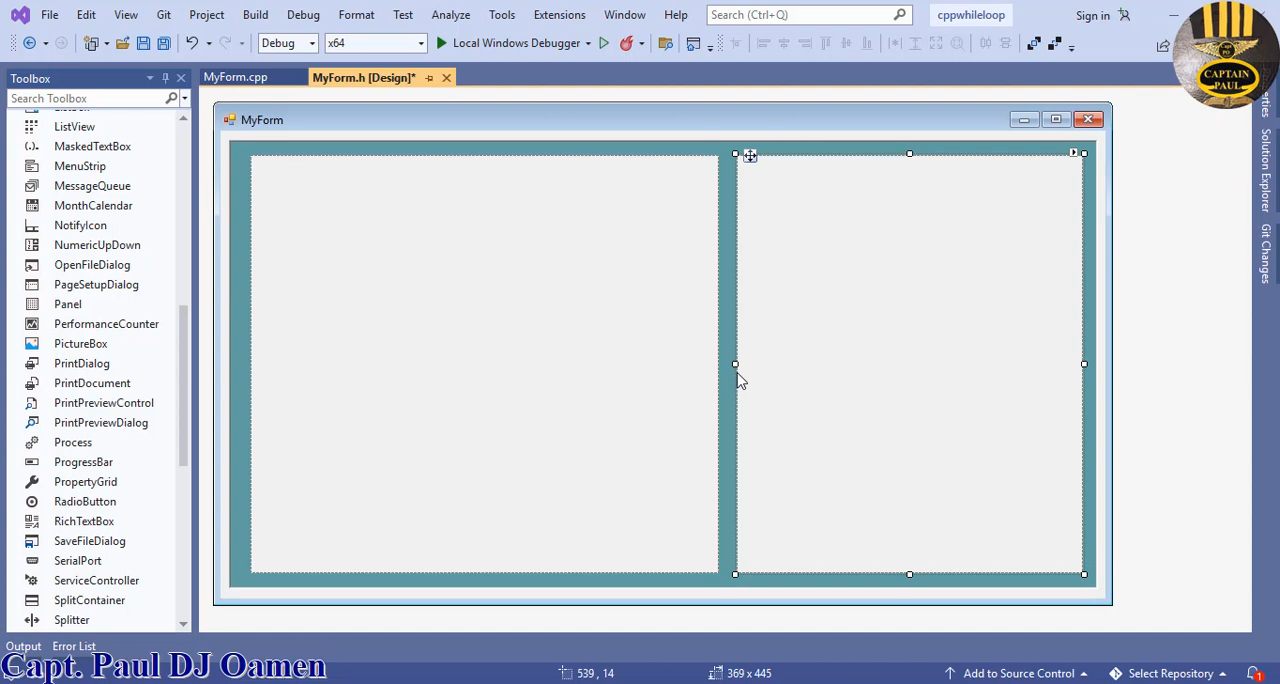 File Edit View Git Project Build Debug Format Test Analyze Tools Extensions Window Help Search (Ctrl+Q) cppwhileloop Sign in
Debug x64 Local Windows Debugger
Capt PO
CAPTAIN
PAUL
Toolbox MyForm.cpp MyForm.h [Design]*
Search Toolbox
MyForm
ListView
MaskedTextBox
MenuStrip
MessageQueue
MonthCalendar
NotifyIcon
NumericUpDown
OpenFileDialog
PageSetupDialog
Panel
PerformanceCounter
PictureBox
PrintDialog
PrintDocument
PrintPreviewControl
PrintPreviewDialog
Process
ProgressBar
PropertyGrid
RadioButton
RichTextBox
SaveFileDialog
SerialPort
ServiceController
SplitContainer
Splitter
Solution Explorer
Git Changes
Output Error List
Capt. Paul DJ Oamen
539 , 14 369 x 445 Add to Source Control Select Repository 1